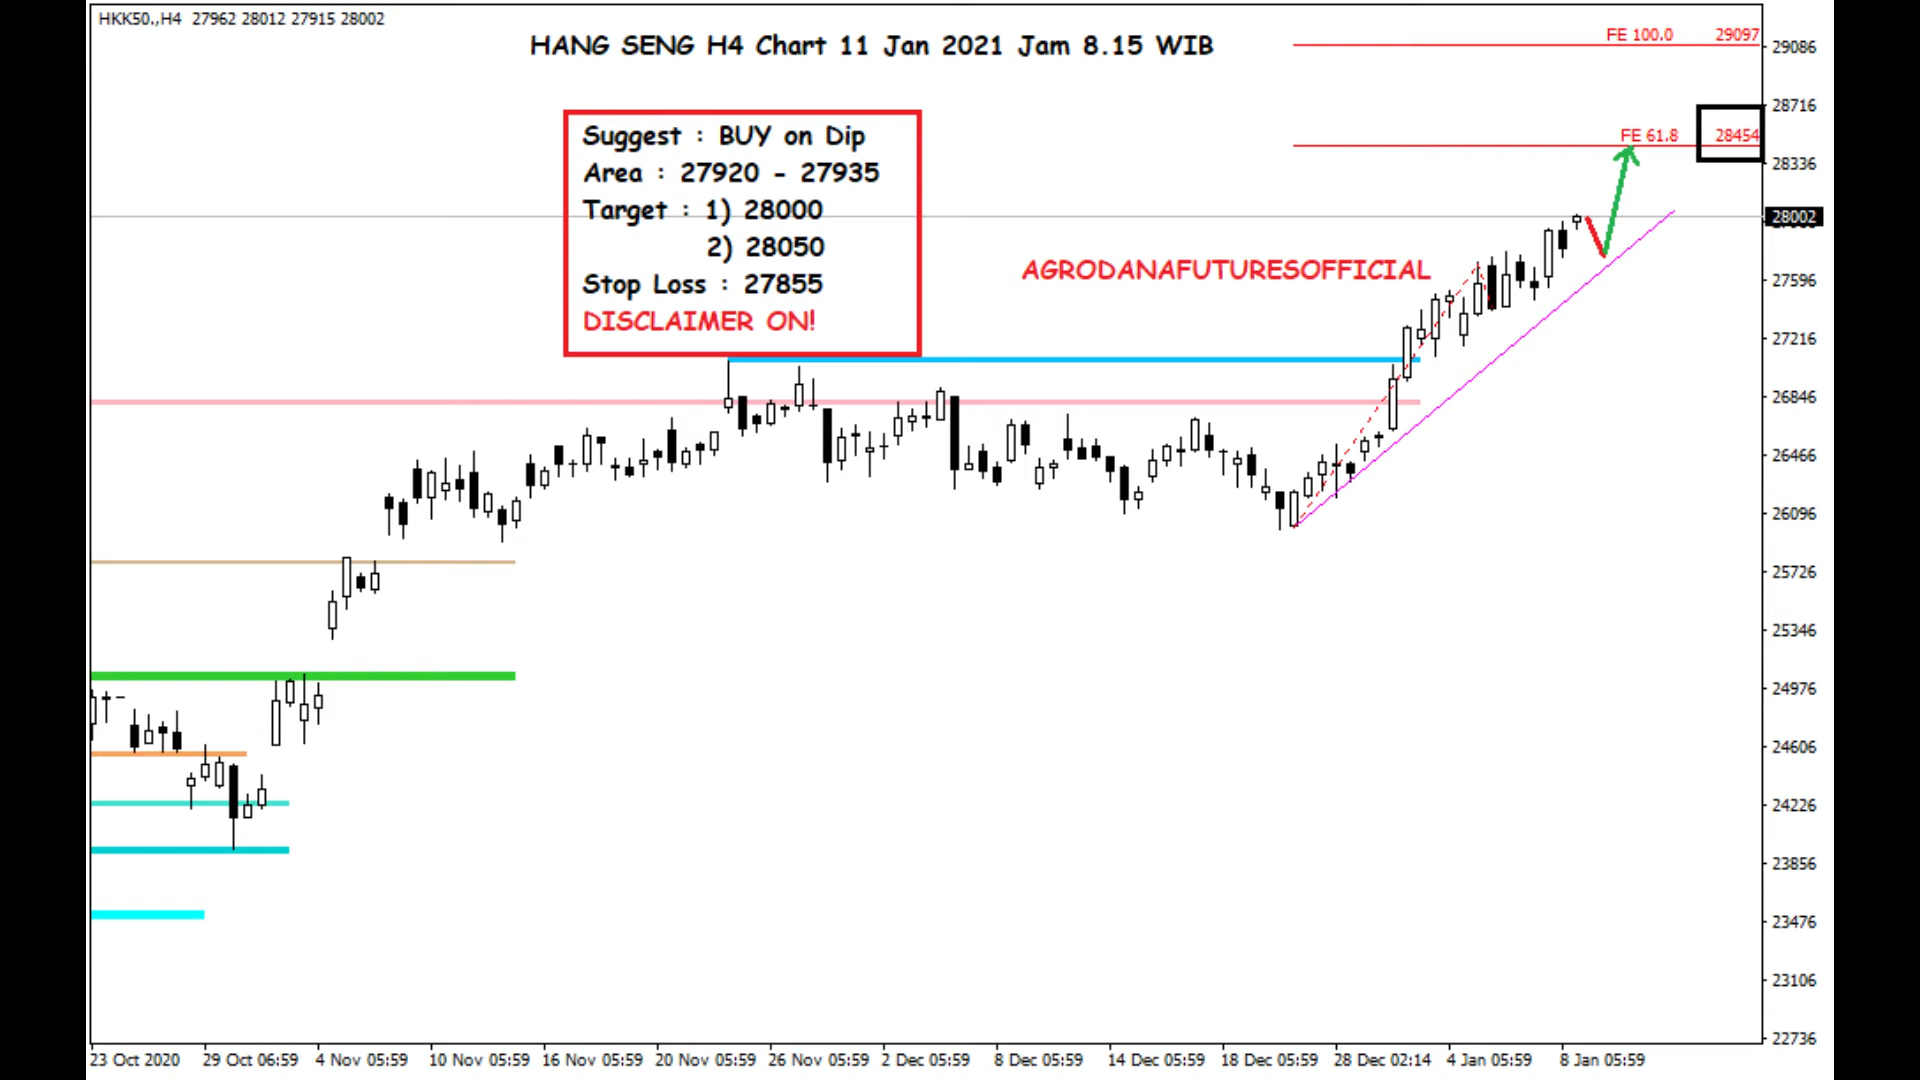 HKK50.,H4 27962 28012 27915 28002
HANG SENG H4 Chart 11 Jan 2021 Jam 8.15 WIB
FE 100.0 29097
29086
28716
Suggest : BUY on Dip
Area : 27920 - 27935
Target : 1) 28000
2) 28050
Stop Loss : 27855
DISCLAIMER ON!
FE 61.8 28454
28336
28002
AGRODANAFUTURESOFFICIAL
27596
27216
26846
26466
26096
25726
25346
24976
24606
24226
23856
23476
23106
22736
23 Oct 2020 29 Oct 06:59 4 Nov 05:59 10 Nov 05:59 16 Nov 05:59 20 Nov 05:59 26 Nov 05:59 2 Dec 05:59 8 Dec 05:59 14 Dec 05:59 18 Dec 05:59 28 Dec 02:14 4 Jan 05:59 8 Jan 05:59